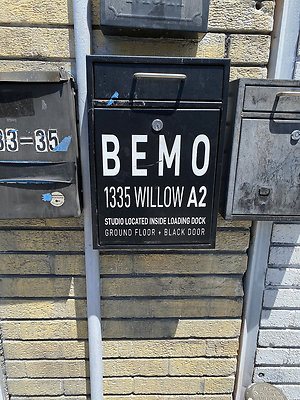 33-35
BEMO
1335 WILLOW A2
STUDIO LOCATED INSIDE LOADING DOCK
GROUND FLOOR + BLACK DOOR